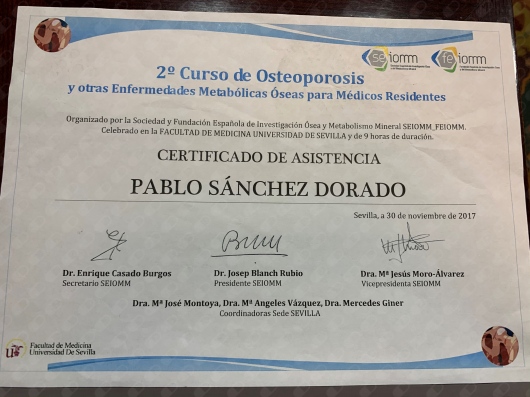 seiomm
feiomm
2º Curso de Osteoporosis
y otras Enfermedades Metabólicas Óseas para Médicos Residentes
Organizado por la Sociedad y Fundación Española de Investigación Ósea y Metabolismo Mineral SEIOMM_FEIOMM.
Celebrado en la FACULTAD DE MEDICINA UNIVERSIDAD DE SEVILLA y de 9 horas de duración.
CERTIFICADO DE ASISTENCIA
PABLO SÁNCHEZ DORADO
Sevilla, a 30 de noviembre de 2017
Dr. Enrique Casado Burgos
Secretario SEIOMM
Dr. Josep Blanch Rubio
Presidente SEIOMM
Dra. Mª Jesús Moro-Álvarez
Vicepresidenta SEIOMM
Dra. Mª José Montoya, Dra. Mª Angeles Vázquez, Dra. Mercedes Giner
Coordinadoras Sede SEVILLA
Facultad de Medicina
Universidad De Sevilla